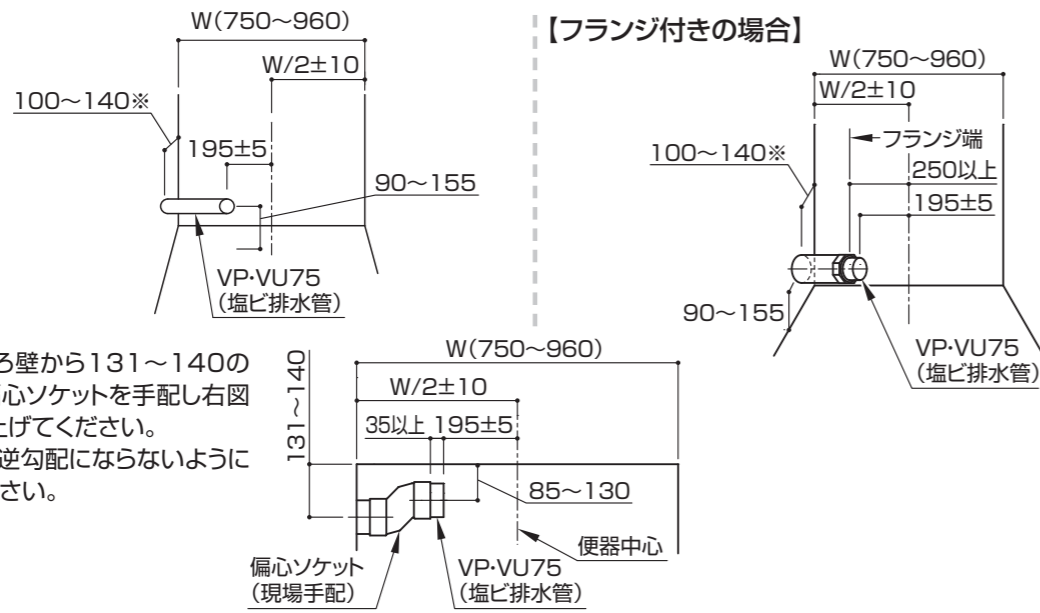 W(750～960)
W/2±10
100～140※
195±5
90～155
VP･VU75
(塩ビ排水管)
【フランジ付きの場合】
W(750～960)
W/2±10
フランジ端
100～140※
250以上
195±5
90～155
VP･VU75
(塩ビ排水管)
ろ壁から131～140の
心ソケットを手配し右図
上げてください。
逆勾配にならないように
さい。
W(750～960)
131～140
W/2±10
35以上
195±5
85～130
便器中心
偏心ソケット
(現場手配)
VP･VU75
(塩ビ排水管)